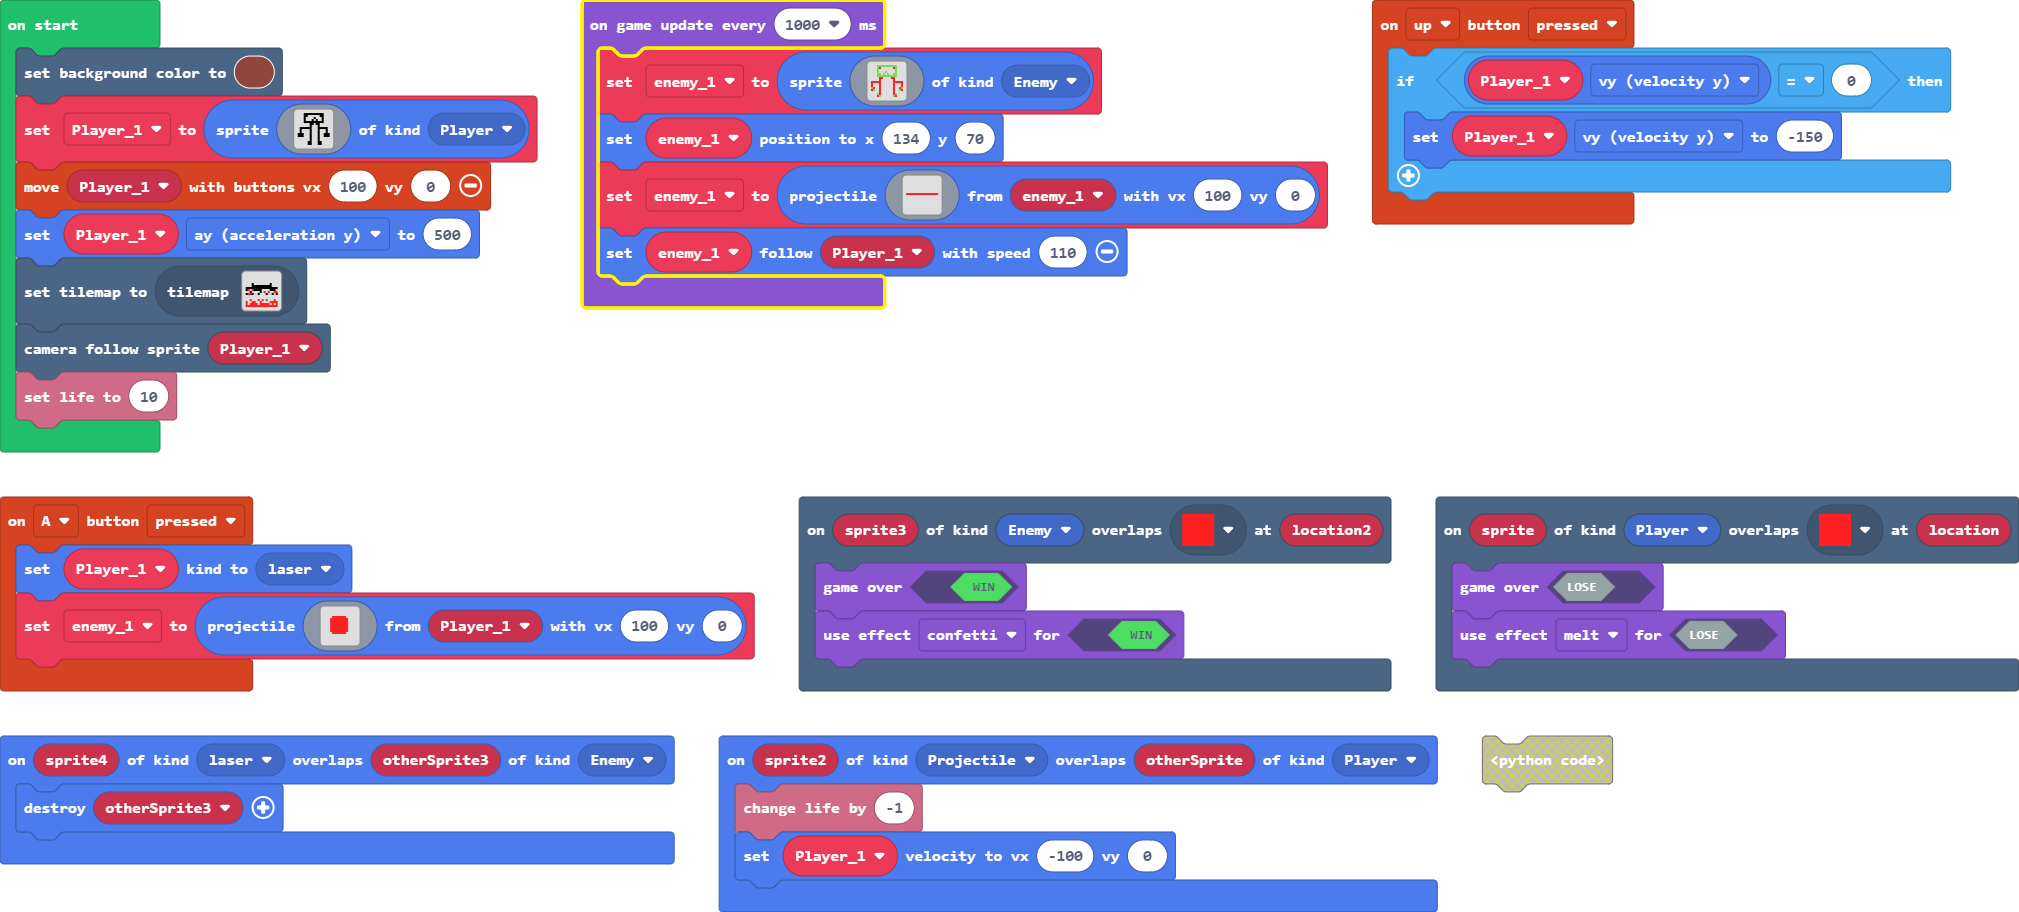 on start
set background color to
set Player_1 to sprite of kind Player
move Player_1 with buttons vx 100 vy 0
set Player_1 ay (acceleration y) to 500
set tilemap to tilemap
camera follow sprite Player_1
set life to 10
on game update every 1000 ms
set enemy_1 to sprite of kind Enemy
set enemy_1 position to x 134 y 70
set enemy_1 to projectile from enemy_1 with vx 100 vy 0
set enemy_1 follow Player_1 with speed 110
on up button pressed
if Player_1 vy (velocity y) = 0 then
set Player_1 vy (velocity y) to -150
on A button pressed
set Player_1 kind to laser
set enemy_1 to projectile from Player_1 with vx 100 vy 0
on sprite3 of kind Enemy overlaps at location2
game over WIN
use effect confetti for WIN
on sprite of kind Player overlaps at location
game over LOSE
use effect melt for LOSE
on sprite4 of kind laser overlaps otherSprite3 of kind Enemy
destroy otherSprite3
on sprite2 of kind Projectile overlaps otherSprite of kind Player
change life by -1
set Player_1 velocity to vx -100 vy 0
<python code>